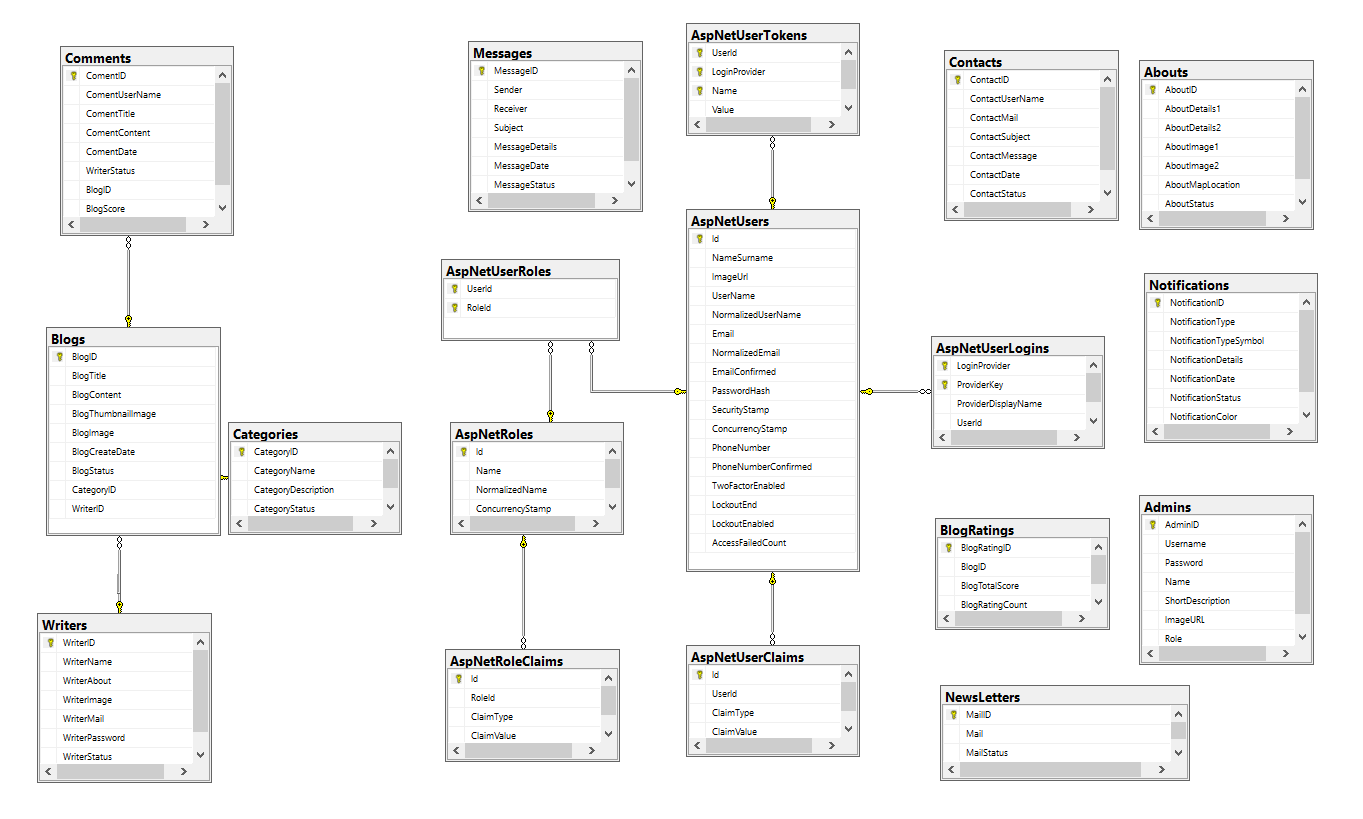 Comments
ComentID
ComentUserName
ComentTitle
ComentContent
ComentDate
WriterStatus
BlogID
BlogScore
Messages
MessageID
Sender
Receiver
Subject
MessageDetails
MessageDate
MessageStatus
AspNetUserTokens
UserId
LoginProvider
Name
Value
Contacts
ContactID
ContactUserName
ContactMail
ContactSubject
ContactMessage
ContactDate
ContactStatus
Abouts
AboutID
AboutDetails1
AboutDetails2
AboutImage1
AboutImage2
AboutMapLocation
AboutStatus
AspNetUsers
Id
NameSurname
ImageUrl
UserName
NormalizedUserName
Email
NormalizedEmail
EmailConfirmed
PasswordHash
SecurityStamp
ConcurrencyStamp
PhoneNumber
PhoneNumberConfirmed
TwoFactorEnabled
LockoutEnd
LockoutEnabled
AccessFailedCount
AspNetUserRoles
UserId
RoleId
Notifications
NotificationID
NotificationType
NotificationTypeSymbol
NotificationDetails
NotificationDate
NotificationStatus
NotificationColor
Blogs
BlogID
BlogTitle
BlogContent
BlogThumbnailImage
BlogImage
BlogCreateDate
BlogStatus
CategoryID
WriterID
AspNetUserLogins
LoginProvider
ProviderKey
ProviderDisplayName
UserId
Categories
CategoryID
CategoryName
CategoryDescription
CategoryStatus
AspNetRoles
Id
Name
NormalizedName
ConcurrencyStamp
Admins
AdminID
Username
Password
Name
ShortDescription
ImageURL
Role
BlogRatings
BlogRatingID
BlogID
BlogTotalScore
BlogRatingCount
Writers
WriterID
WriterName
WriterAbout
WriterImage
WriterMail
WriterPassword
WriterStatus
AspNetRoleClaims
Id
RoleId
ClaimType
ClaimValue
AspNetUserClaims
Id
UserId
ClaimType
ClaimValue
NewsLetters
MailID
Mail
MailStatus